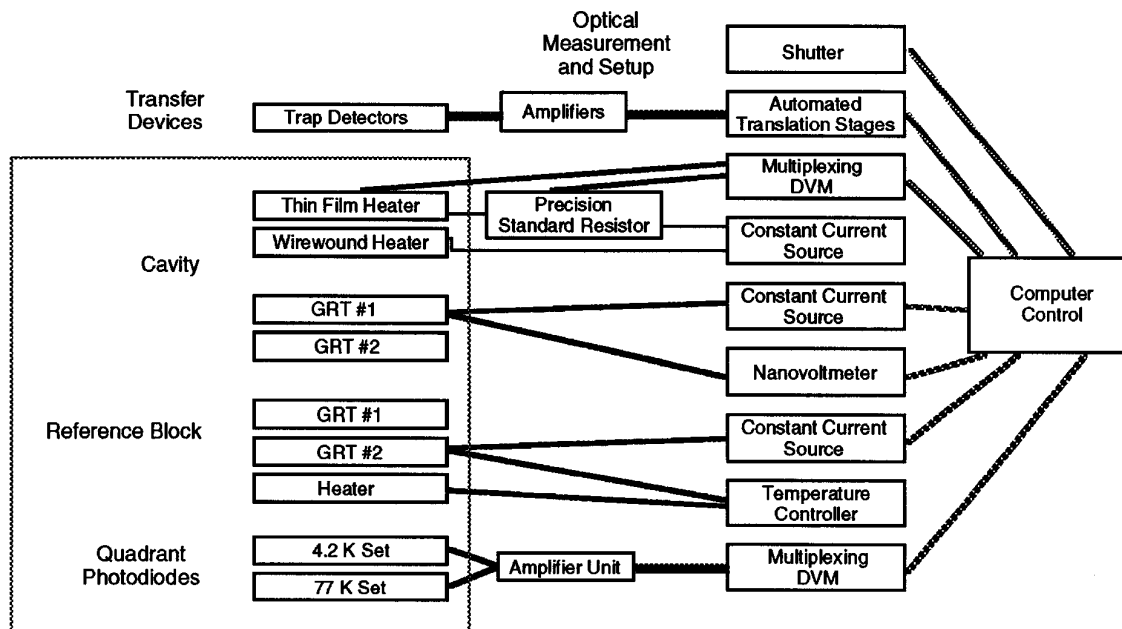 Optical
Measurement
and Setup
Shutter
Transfer
Devices
Trap Detectors
Amplifiers
Automated
Translation Stages
Multiplexing
DVM
Thin Film Heater
Precision
Standard Resistor
Wirewound Heater
Constant Current
Source
Cavity
GRT #1
GRT #2
Constant Current
Source
Nanovoltmeter
Computer
Control
Reference Block
GRT #1
GRT #2
Heater
Constant Current
Source
Temperature
Controller
Quadrant
Photodiodes
4.2 K Set
77 K Set
Amplifier Unit
Multiplexing
DVM